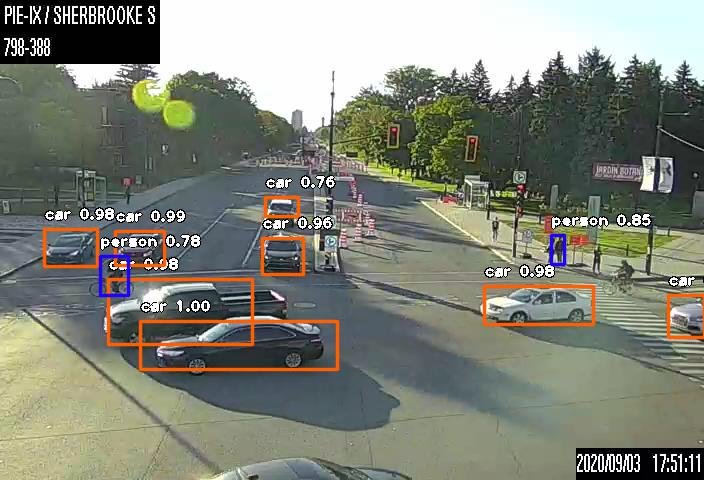 PIE-IX / SHERBROOKE S
798-388
car 0.76
car 0.98
car 0.99
car 0.96
person 0.85
person 0.78
car 0.98
car 0.98
car
car 1.00
JARDIN BOTAN
2020/09/03 17:51:11